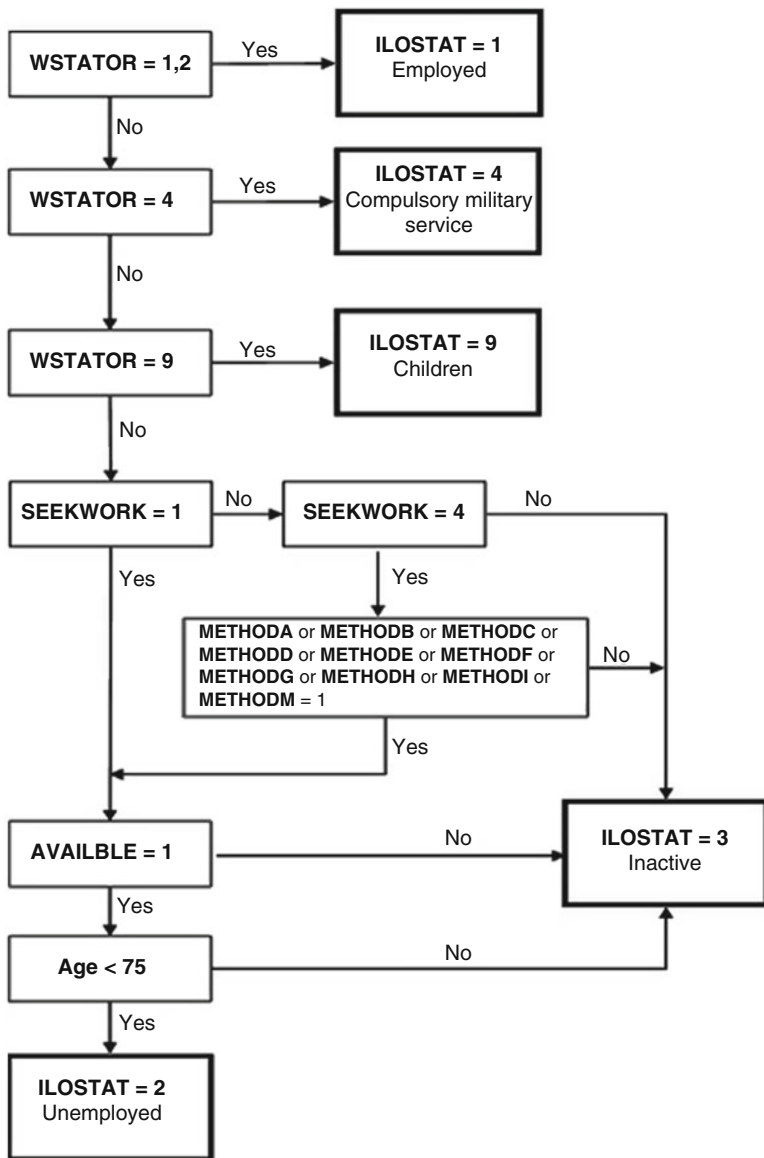 WSTATOR = 1,2
Yes
ILOSTAT = 1
Employed
No
WSTATOR = 4
Yes
ILOSTAT = 4
Compulsory military
service
No
WSTATOR = 9
Yes
ILOSTAT = 9
Children
No
SEEKWORK = 1
No
SEEKWORK = 4
No
Yes
Yes
METHODA or METHODB or METHODC or
METHODD or METHODE or METHODF or
METHODG or METHODH or METHODI or
METHODM = 1
No
Yes
AVAILBLE = 1
No
ILOSTAT = 3
Inactive
Yes
Age < 75
No
Yes
ILOSTAT = 2
Unemployed